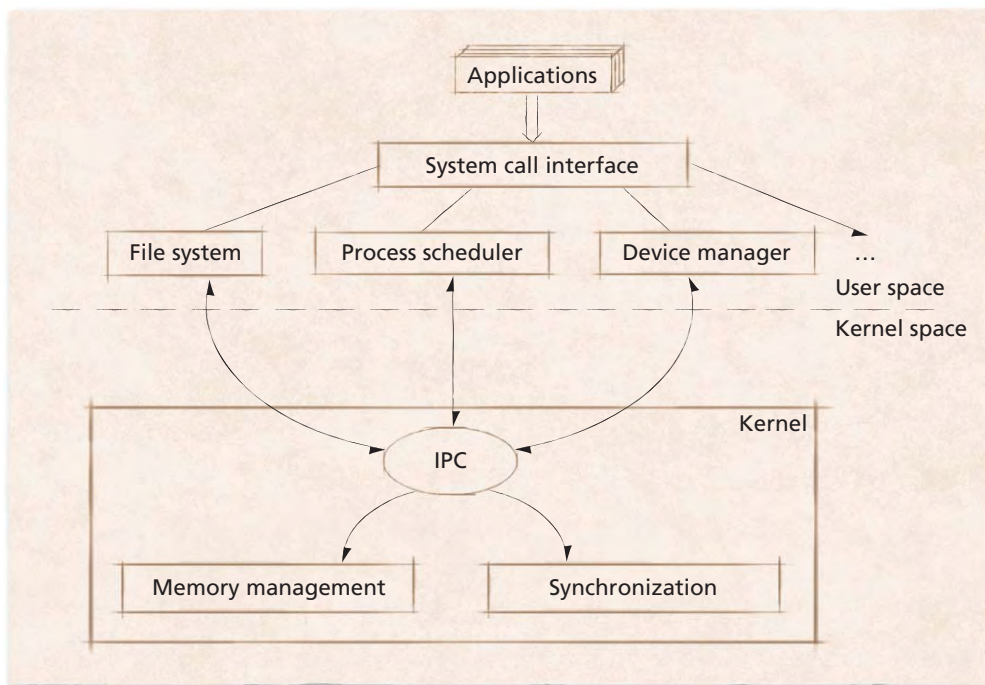 Applications
System call interface
File system
Process scheduler
Device manager
...
User space
Kernel space
Kernel
IPC
Memory management
Synchronization